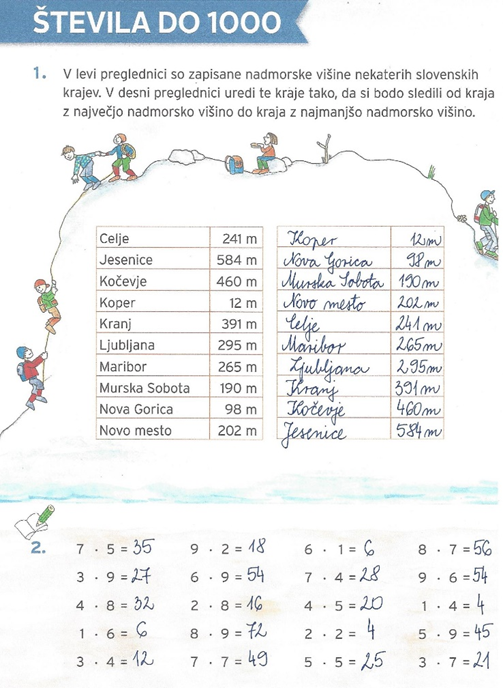 ŠTEVILA DO 1000
1. V levi preglednici so zapisane nadmorske višine nekaterih slovenskih
krajev. V desni preglednici uredi te kraje tako, da si bodo sledili od kraja
z največjo nadmorsko višino do kraja z najmanjšo nadmorsko višino.
Celje 241 m Koper 12 m
Jesenice 584 m Nova Gorica 98 m
Kočevje 460 m Murska Sobota 190 m
Koper 12 m Novo mesto 202 m
Kranj 391 m Celje 241 m
Ljubljana 295 m Maribor 265 m
Maribor 265 m Ljubljana 295 m
Murska Sobota 190 m Kranj 391 m
Nova Gorica 98 m Kočevje 460 m
Novo mesto 202 m Jesenice 584 m
2. 7 · 5 = 35 9 · 2 = 18 6 · 1 = 6 8 · 7 = 56
3 · 9 = 27 6 · 9 = 54 7 · 4 = 28 9 · 6 = 54
4 · 8 = 32 2 · 8 = 16 4 · 5 = 20 1 · 4 = 4
1 · 6 = 6 8 · 9 = 72 2 · 2 = 4 5 · 9 = 45
3 · 4 = 12 7 · 7 = 49 5 · 5 = 25 3 · 7 = 21